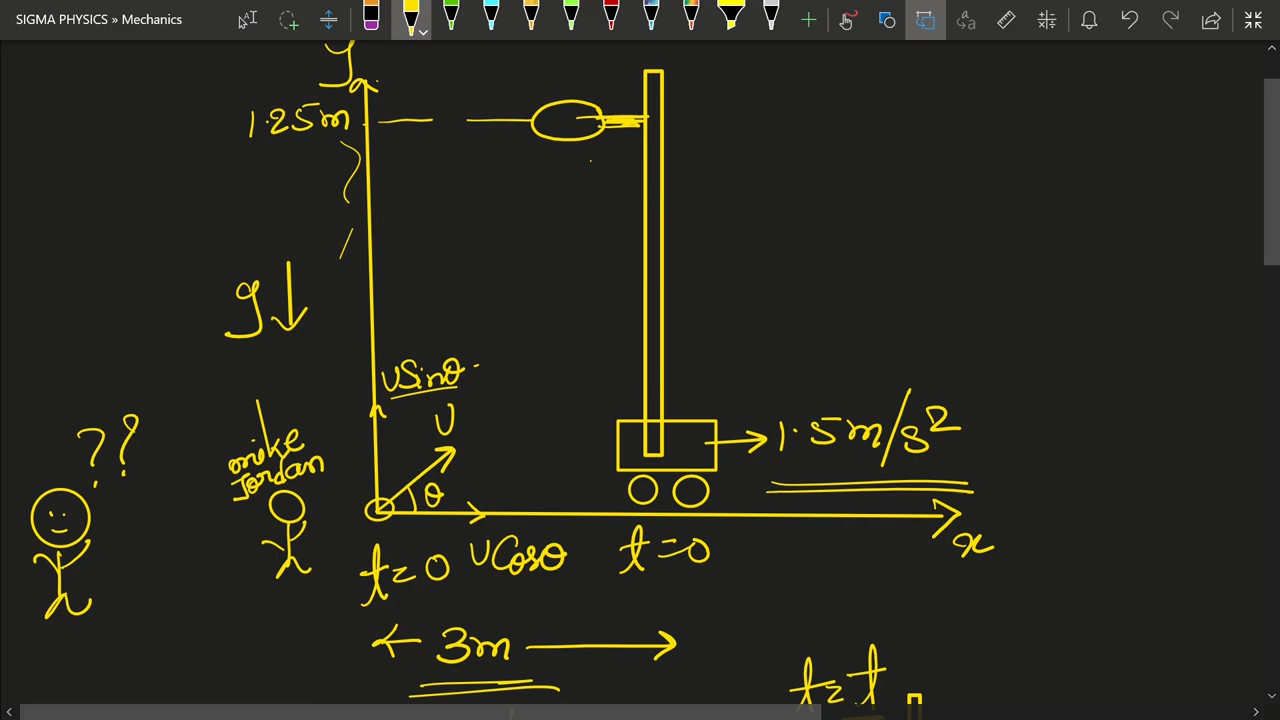 SIGMA PHYSICS » Mechanics
y
1.25m
g
USinθ
U
1.5m/s²
??
mike
Jordan
θ
x
t=0
UCosθ
t=0
3m
t=t